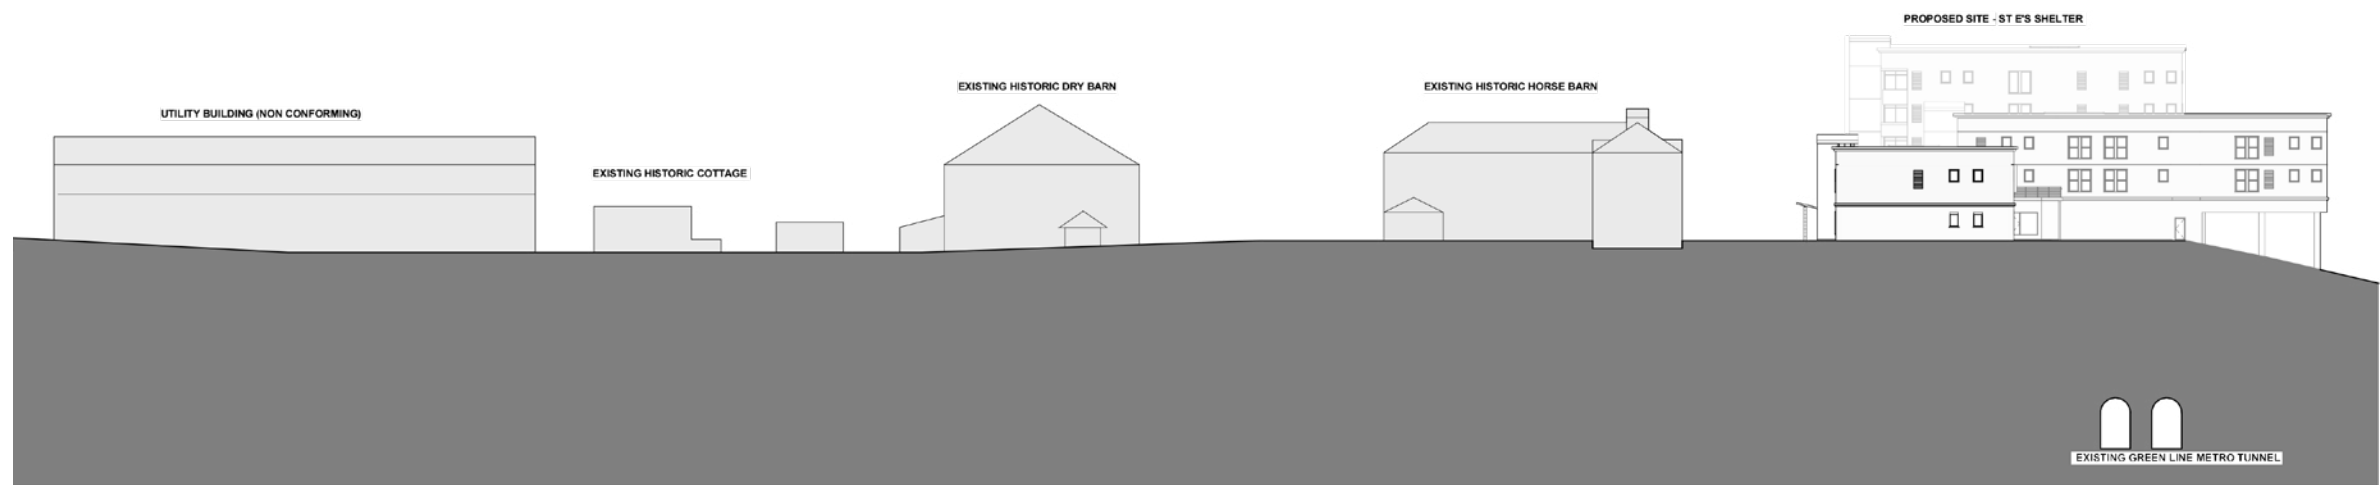 PROPOSED SITE - ST E'S SHELTER
EXISTING HISTORIC DRY BARN
EXISTING HISTORIC HORSE BARN
UTILITY BUILDING (NON CONFORMING)
EXISTING HISTORIC COTTAGE
EXISTING GREEN LINE METRO TUNNEL